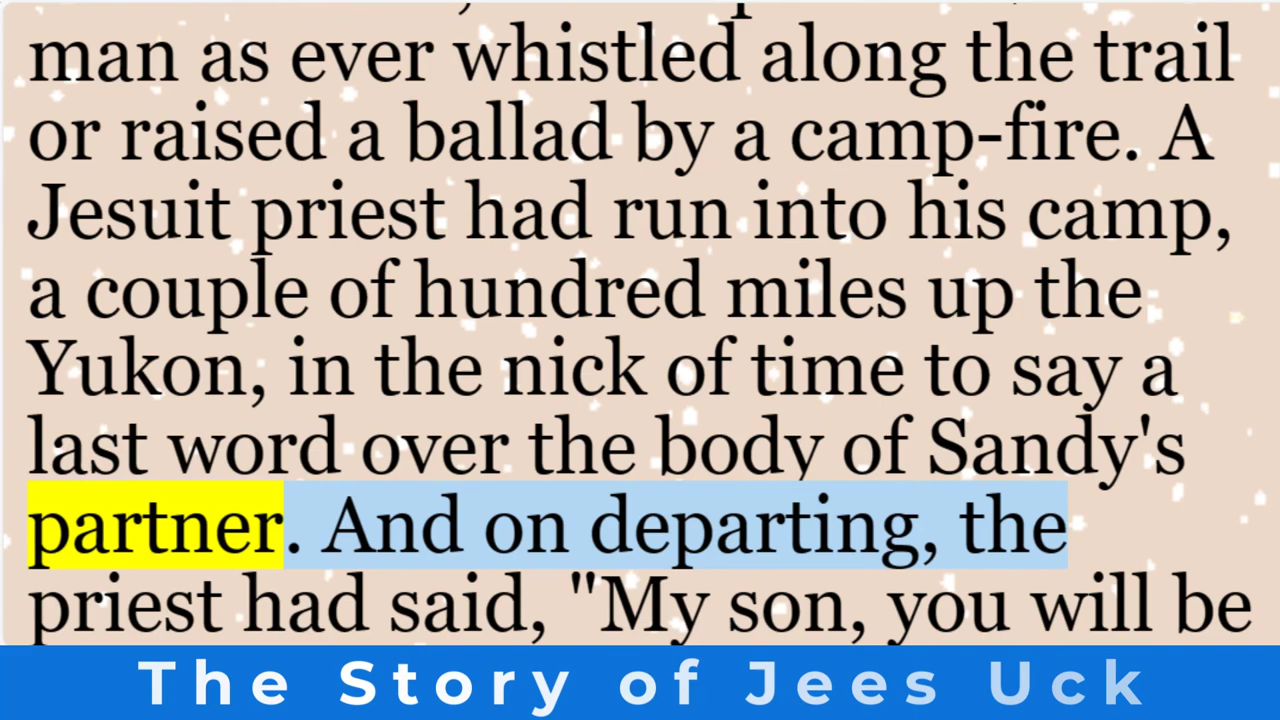 man as ever whistled along the trail
or raised a ballad by a camp-fire. A
Jesuit priest had run into his camp,
a couple of hundred miles up the
Yukon, in the nick of time to say a
last word over the body of Sandy's
partner. And on departing, the
priest had said, "My son, you will be
The Story of Jees Uck